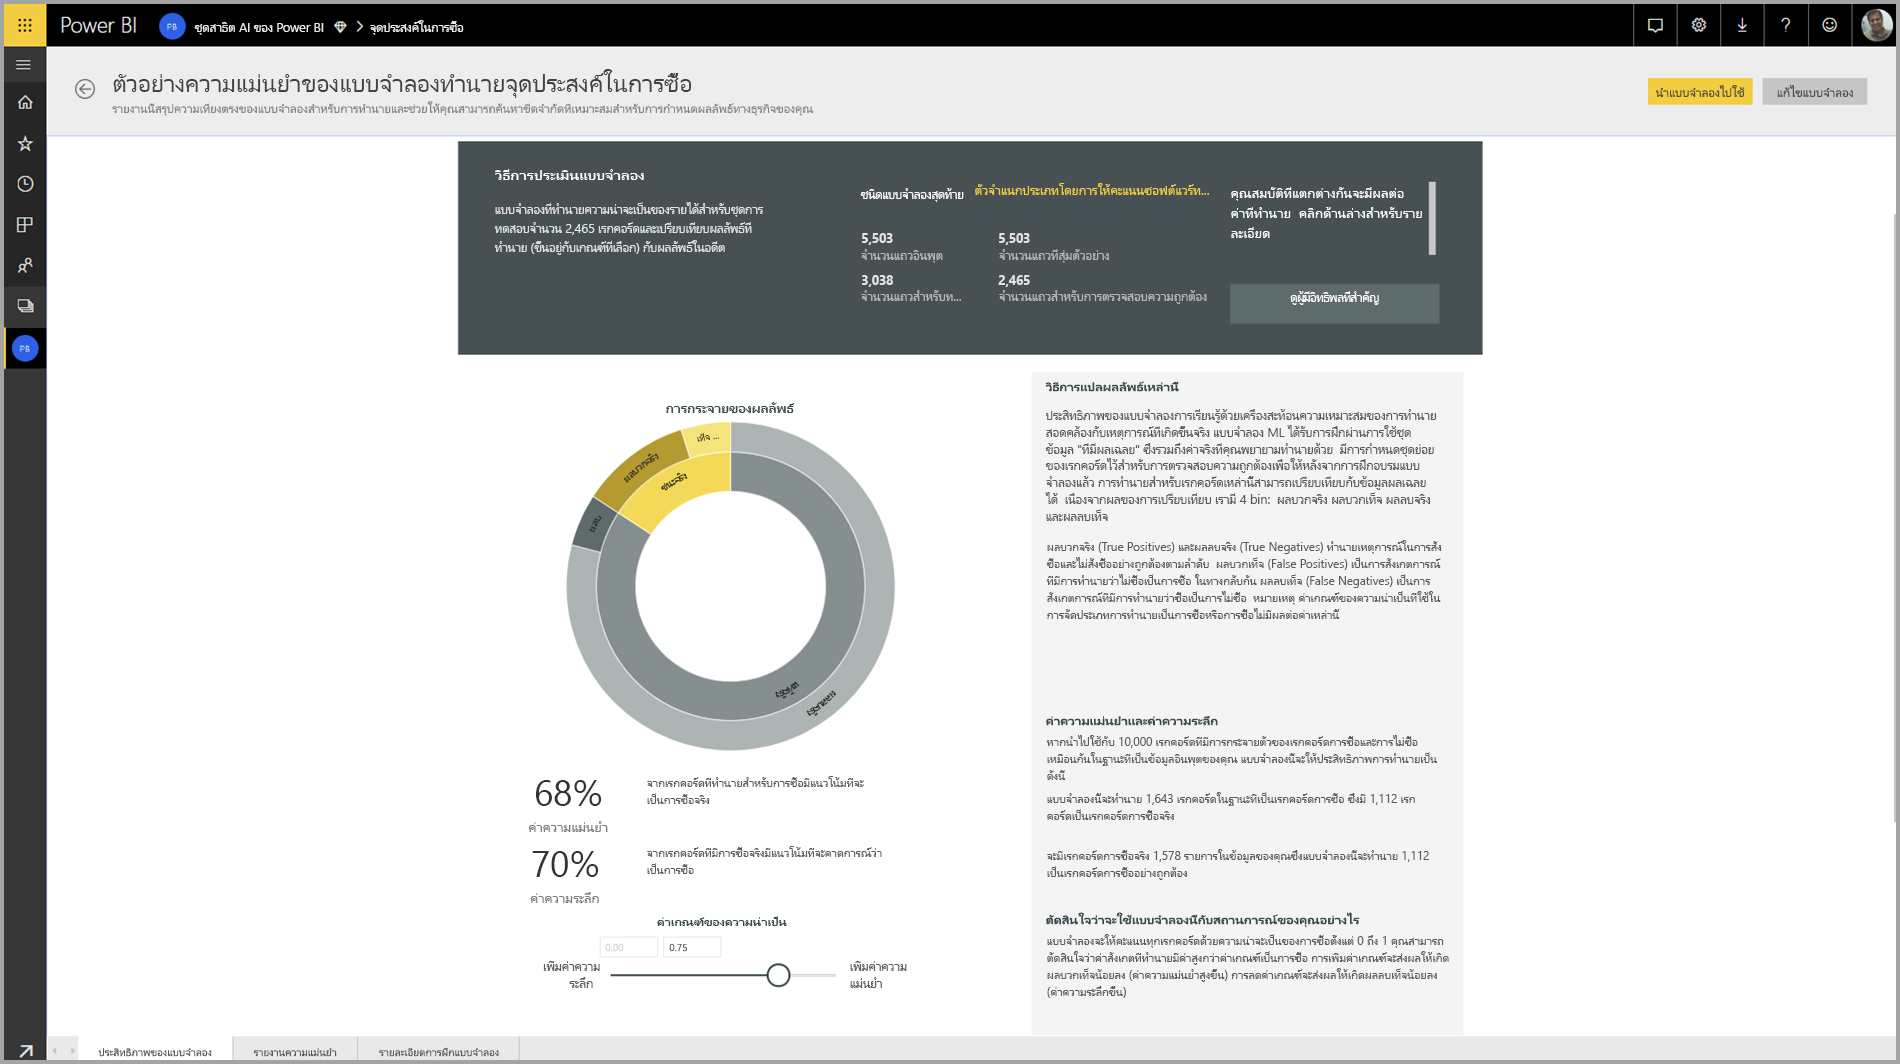 Power BI
PB
ชุดสาธิต AI ของ Power BI
จุดประสงค์ในการซื้อ
ตัวอย่างความแม่นยำของแบบจำลองทำนายจุดประสงค์ในการซื้อ
รายงานนี้สรุปความเที่ยงตรงของแบบจำลองสำหรับการทำนายและช่วยให้คุณสามารถค้นหาขีดจำกัดที่เหมาะสมสำหรับการกำหนดผลลัพธ์ทางธุรกิจของคุณ
นำแบบจำลองไปใช้
แก้ไขแบบจำลอง
PB
วิธีการประเมินแบบจำลอง
แบบจำลองที่ทำนายความน่าจะเป็นของรายได้สำหรับชุดการ
ทดสอบจำนวน 2,465 เรกคอร์ดและเปรียบเทียบผลลัพธ์ที่
ทำนาย (ขึ้นอยู่กับเกณฑ์ที่เลือก) กับผลลัพธ์ในอดีต
ชนิดแบบจำลองสุดท้าย
ตัวจำแนกประเภทโดยการให้คะแนนซอฟต์แวร์ท...
5,503
จำนวนแถวอินพุต
5,503
จำนวนแถวที่สุ่มตัวอย่าง
3,038
จำนวนแถวสำหรับท...
2,465
จำนวนแถวสำหรับการตรวจสอบความถูกต้อง
คุณสมบัติที่แตกต่างกันจะมีผลต่อ
ค่าที่ทำนาย คลิกด้านล่างสำหรับราย
ละเอียด
ดูผู้มีอิทธิพลที่สำคัญ
การกระจายของผลลัพธ์
เท็จ ...
ผลบวกจริง
ชนะจริง
ผลบ
ผลลบจริง
68%
ค่าความแม่นยำ
จากเรกคอร์ดที่ทำนายสำหรับการซื้อมีแนวโน้มที่จะ
เป็นการซื้อจริง
70%
ค่าความระลึก
จากเรกคอร์ดที่มีการซื้อจริงมีแนวโน้มที่จะคาดการณ์ว่า
เป็นการซื้อ
ค่าเกณฑ์ของความน่าเป็น
0.00
0.75
เพิ่มค่าความ
ระลึก
เพิ่มค่าความ
แม่นยำ
วิธีการแปลผลลัพธ์เหล่านี้
ประสิทธิภาพของแบบจำลองการเรียนรู้ด้วยเครื่องสะท้อนความเหมาะสมของการทำนาย
สอดคล้องกับเหตุการณ์ที่เกิดขึ้นจริง แบบจำลอง ML ได้รับการฝึกผ่านการใช้ชุด
ข้อมูล "ที่มีผลเฉลย" ซึ่งรวมถึงค่าจริงที่คุณพยายามทำนายด้วย มีการกำหนดชุดย่อย
ของเรกคอร์ดไว้สำหรับการตรวจสอบความถูกต้องเพื่อให้หลังจากการฝึกอบรมแบบ
จำลองแล้ว การทำนายสำหรับเรกคอร์ดเหล่านี้สามารถเปรียบเทียบกับข้อมูลผลเฉลย
ได้ เนื่องจากผลของการเปรียบเทียบ เรามี 4 bin: ผลบวกจริง ผลบวกเท็จ ผลลบจริง
และผลลบเท็จ
ผลบวกจริง (True Positives) และผลลบจริง (True Negatives) ทำนายเหตุการณ์ในการสั่ง
ซื้อและไม่สั่งซื้ออย่างถูกต้องตามลำดับ ผลบวกเท็จ (False Positives) เป็นการสังเกตการณ์
ที่มีการทำนายว่าไม่ซื้อเป็นการซื้อ ในทางกลับกัน ผลลบเท็จ (False Negatives) เป็นการ
สังเกตการณ์ที่มีการทำนายว่าซื้อเป็นการไม่ซื้อ หมายเหตุ ค่าเกณฑ์ของความน่าเป็นที่ใช้ใน
การจัดประเภทการทำนายเป็นการซื้อหรือการซื้อไม่มีผลต่อค่าเหล่านี้
ค่าความแม่นยำและค่าความระลึก
หากนำไปใช้กับ 10,000 เรกคอร์ดที่มีการกระจายตัวของเรกคอร์ดการซื้อและการไม่ซื้อ
เหมือนกันในฐานะที่เป็นข้อมูลอินพุตของคุณ แบบจำลองนี้จะให้ประสิทธิภาพการทำนายเป็น
ดังนี้
แบบจำลองนี้จะทำนาย 1,643 เรกคอร์ดในฐานะที่เป็นเรกคอร์ดการซื้อ ซึ่งมี 1,112 เรก
คอร์ดเป็นเรกคอร์ดการซื้อจริง
จะมีเรกคอร์ดการซื้อจริง 1,578 รายการในข้อมูลของคุณซึ่งแบบจำลองนี้จะทำนาย 1,112
เป็นเรกคอร์ดการซื้ออย่างถูกต้อง
ตัดสินใจว่าจะใช้แบบจำลองนี้กับสถานการณ์ของคุณอย่างไร
แบบจำลองจะให้คะแนนทุกเรกคอร์ดด้วยความน่าจะเป็นของการซื้อตั้งแต่ 0 ถึง 1 คุณสามารถ
ตัดสินใจว่าค่าสังเกตที่ทำนายมีค่าสูงกว่าค่าเกณฑ์เป็นการซื้อ การเพิ่มค่าเกณฑ์จะส่งผลให้เกิด
ผลบวกเท็จน้อยลง (ค่าความแม่นยำสูงขึ้น) การลดค่าเกณฑ์จะส่งผลให้เกิดผลลบเท็จน้อยลง
(ค่าความระลึกขึ้น)
ประสิทธิภาพของแบบจำลอง
รายงานความแม่นยำ
รายละเอียดการฝึกแบบจำลอง